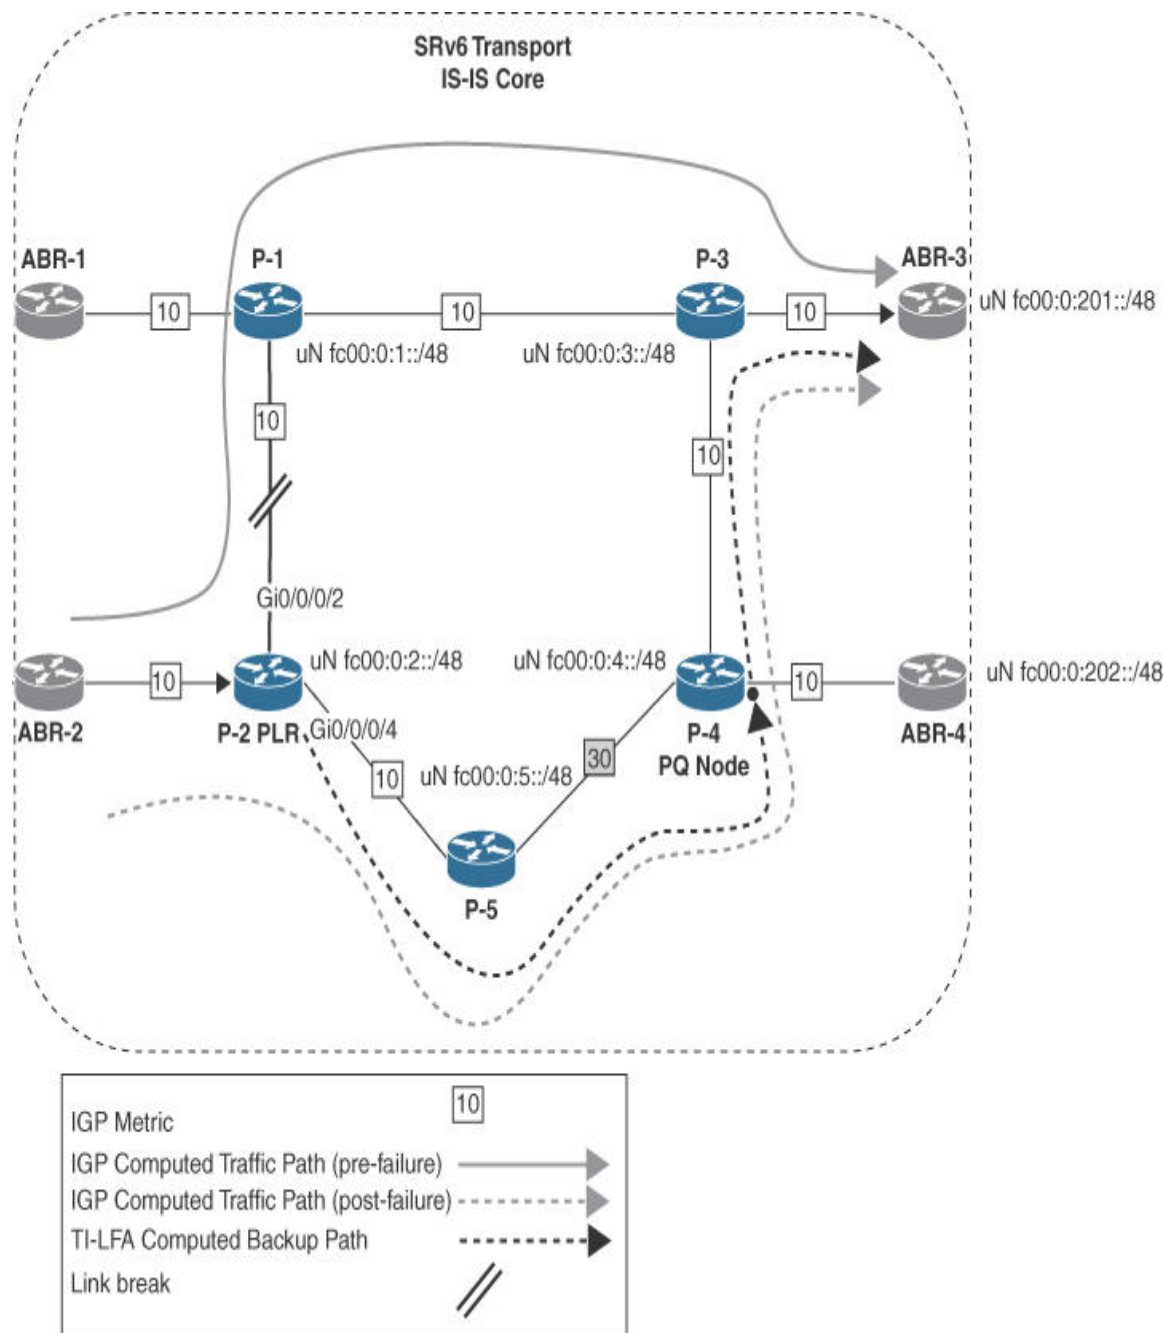 SRv6 Transport
IS-IS Core
ABR-1
P-1
P-3
ABR-3
10
10
10
uN fc00:0:201::/48
uN fc00:0:1::/48
uN fc00:0:3::/48
10
10
Gi0/0/0/2
uN fc00:0:2::/48
uN fc00:0:4::/48
10
10
uN fc00:0:202::/48
ABR-2
P-2 PLR
Gi0/0/0/4
P-4
PQ Node
ABR-4
10
uN fc00:0:5::/48
30
P-5
IGP Metric
10
IGP Computed Traffic Path (pre-failure)
IGP Computed Traffic Path (post-failure)
TI-LFA Computed Backup Path
Link break